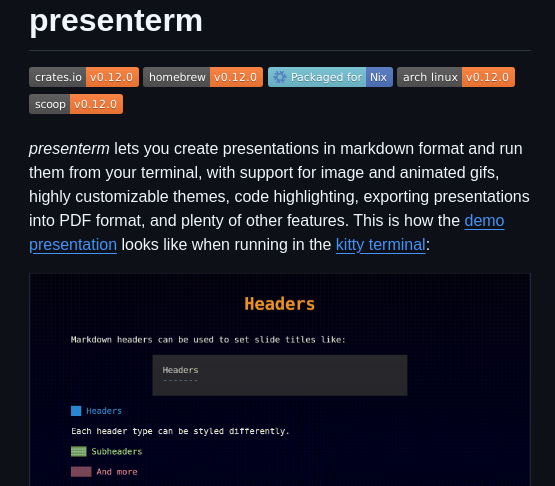 presenterm
crates.io v0.12.0 homebrew v0.12.0 Packaged for Nix arch linux v0.12.0
scoop v0.12.0
presenterm lets you create presentations in markdown format and run
them from your terminal, with support for image and animated gifs,
highly customizable themes, code highlighting, exporting presentations
into PDF format, and plenty of other features. This is how the demo
presentation looks like when running in the kitty terminal:
Headers
Markdown headers can be used to set slide titles like:
Headers
-------
Headers
Each header type can be styled differently.
Subheaders
And more